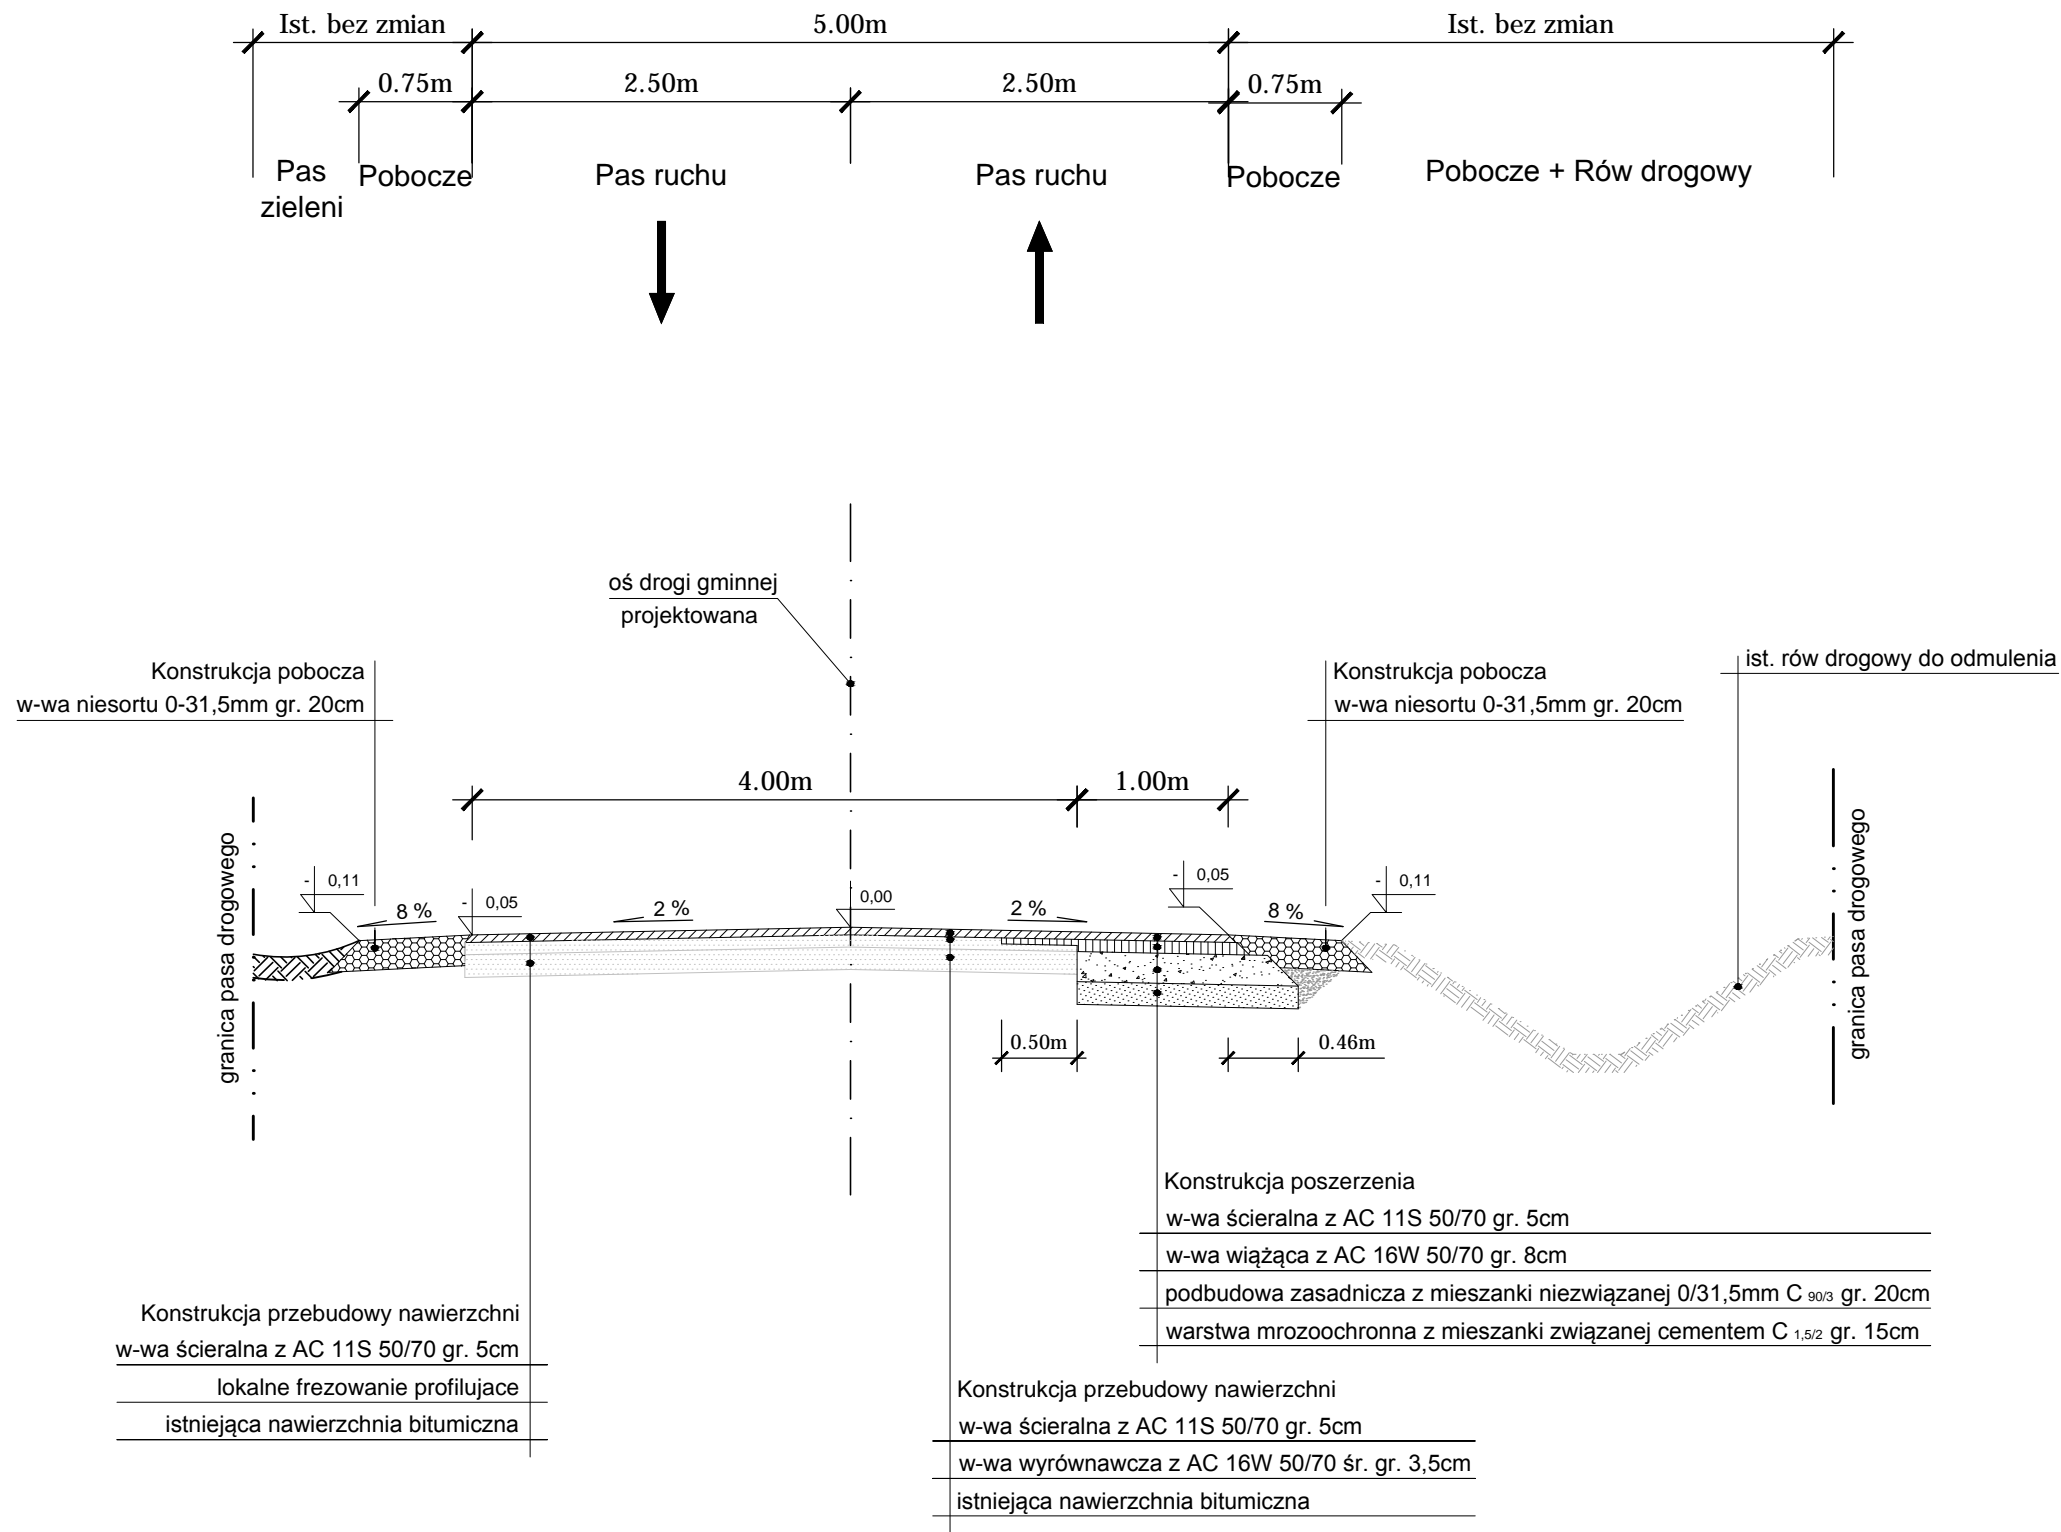 Ist. bez zmian
5.00m
Ist. bez zmian
0.75m
2.50m
2.50m
0.75m
Pas
zieleni
Pobocze
Pas ruchu
Pas ruchu
Pobocze
Pobocze + Rów drogowy
oś drogi gminnej
projektowana
Konstrukcja pobocza
w-wa niesortu 0-31,5mm gr. 20cm
Konstrukcja pobocza
w-wa niesortu 0-31,5mm gr. 20cm
ist. rów drogowy do odmulenia
4.00m
1.00m
granica pasa drogowego
granica pasa drogowego
- 0,11
8 %
- 0,05
2 %
0,00
2 %
- 0,05
8 %
- 0,11
0.50m
0.46m
Konstrukcja poszerzenia
w-wa ścieralna z AC 11S 50/70 gr. 5cm
w-wa wiążąca z AC 16W 50/70 gr. 8cm
podbudowa zasadnicza z mieszanki niezwiązanej 0/31,5mm C 90/3 gr. 20cm
warstwa mrozoochronna z mieszanki związanej cementem C 1,5/2 gr. 15cm
Konstrukcja przebudowy nawierzchni
w-wa ścieralna z AC 11S 50/70 gr. 5cm
lokalne frezowanie profilujace
istniejąca nawierzchnia bitumiczna
Konstrukcja przebudowy nawierzchni
w-wa ścieralna z AC 11S 50/70 gr. 5cm
w-wa wyrównawcza z AC 16W 50/70 śr. gr. 3,5cm
istniejąca nawierzchnia bitumiczna